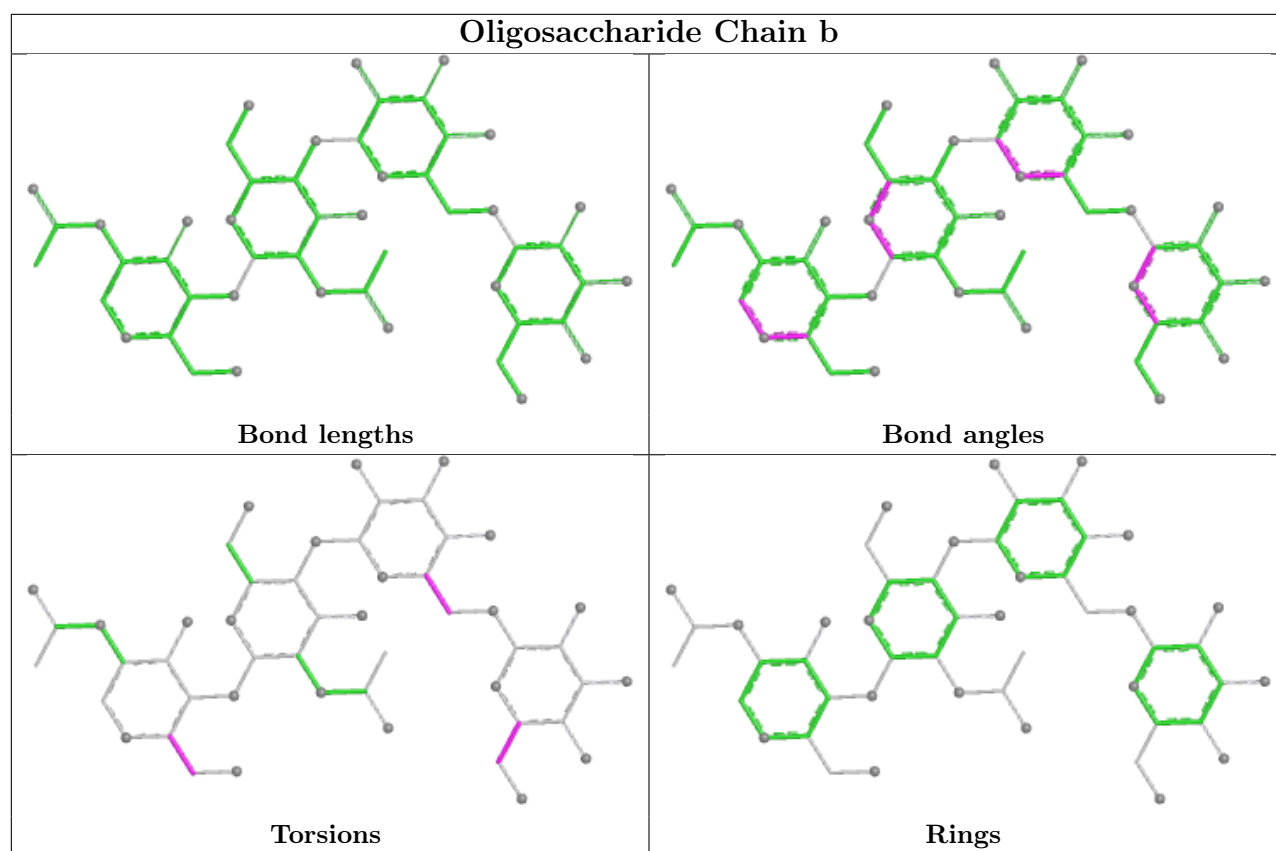 Oligosaccharide Chain b
Bond lengths
Bond angles
Torsions
Rings